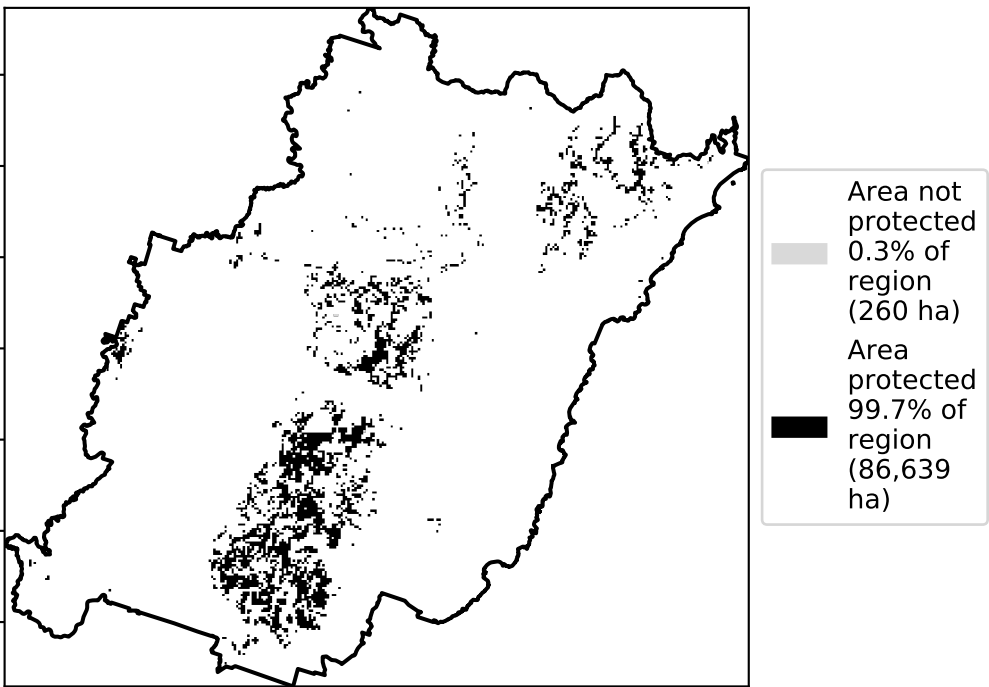 Area not
protected
0.3% of
region
(260 ha)
Area
protected
99.7% of
region
(86,639
ha)